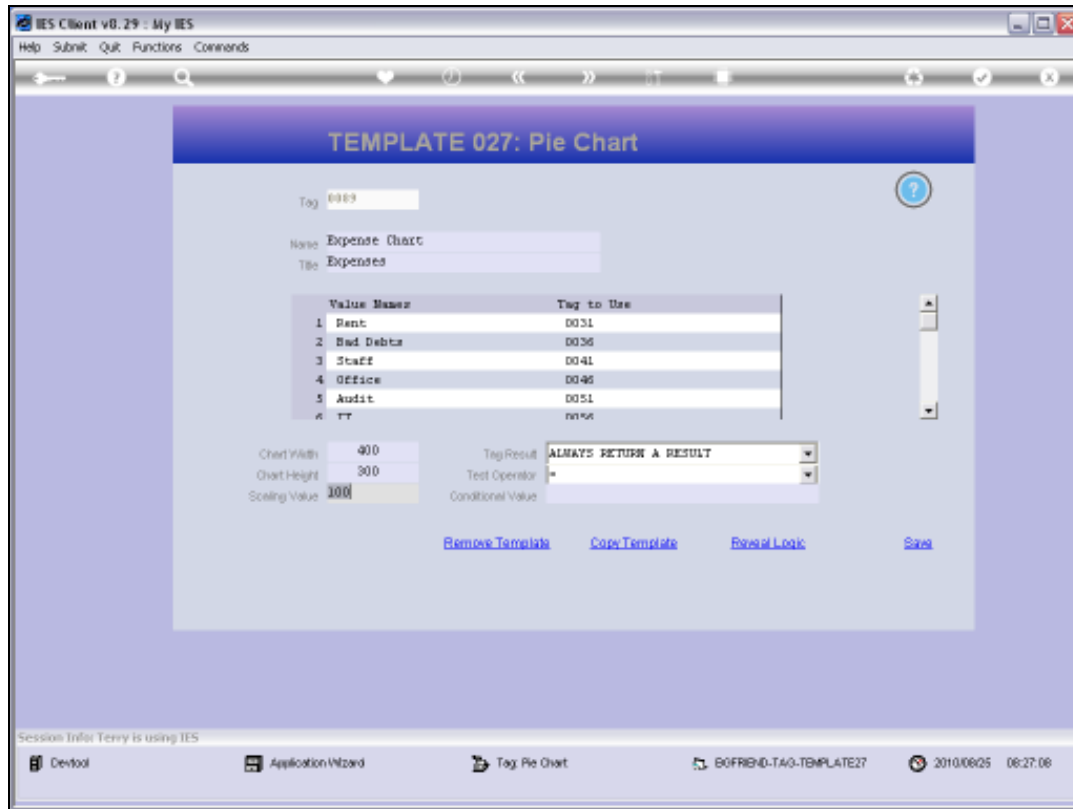 IES Client v8.29 : My IES
Help Submit Quit Functions Commands
TEMPLATE 027: Pie Chart
?
Tag 0089
Name Expense Chart
Title Expenses
Value Names Tag to Use
1 Rent 0031
2 Bad Debts 0036
3 Staff 0041
4 Office 0046
5 Audit 0051
6 IT 0056
Chart Width 400 Tag Result ALWAYS RETURN A RESULT
Chart Height 300 Test Operator =
Scaling Value 100 Conditional Value
Remove Template Copy Template Reveal Logic Save
Session Info: Terry is using IES
Devtool Application Wizard Tag: Pie Chart BGFRIEND-TAG-TEMPLATE27 2010/08/25 08:27:08